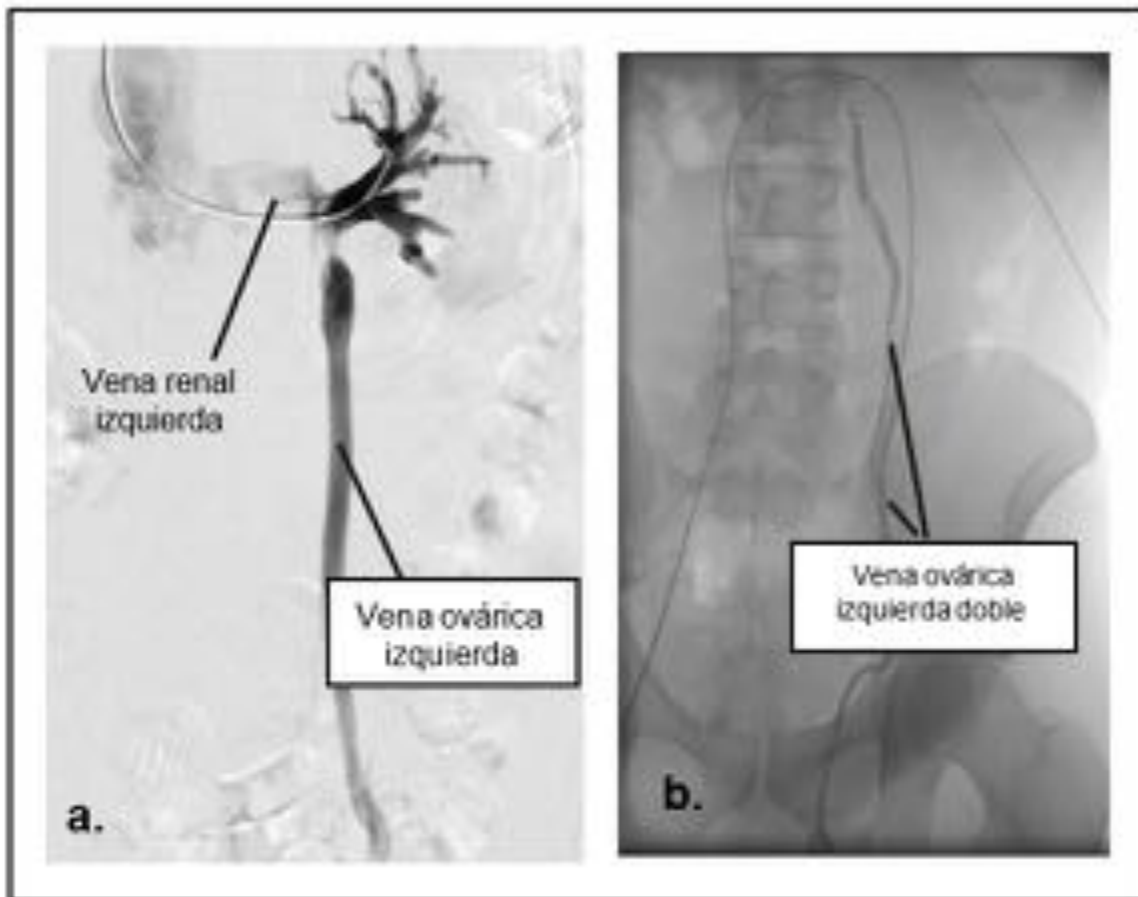 Vena renal
izquierda
Vena ovárica
izquierda
a.
Vena ovárica
izquierda doble
b.